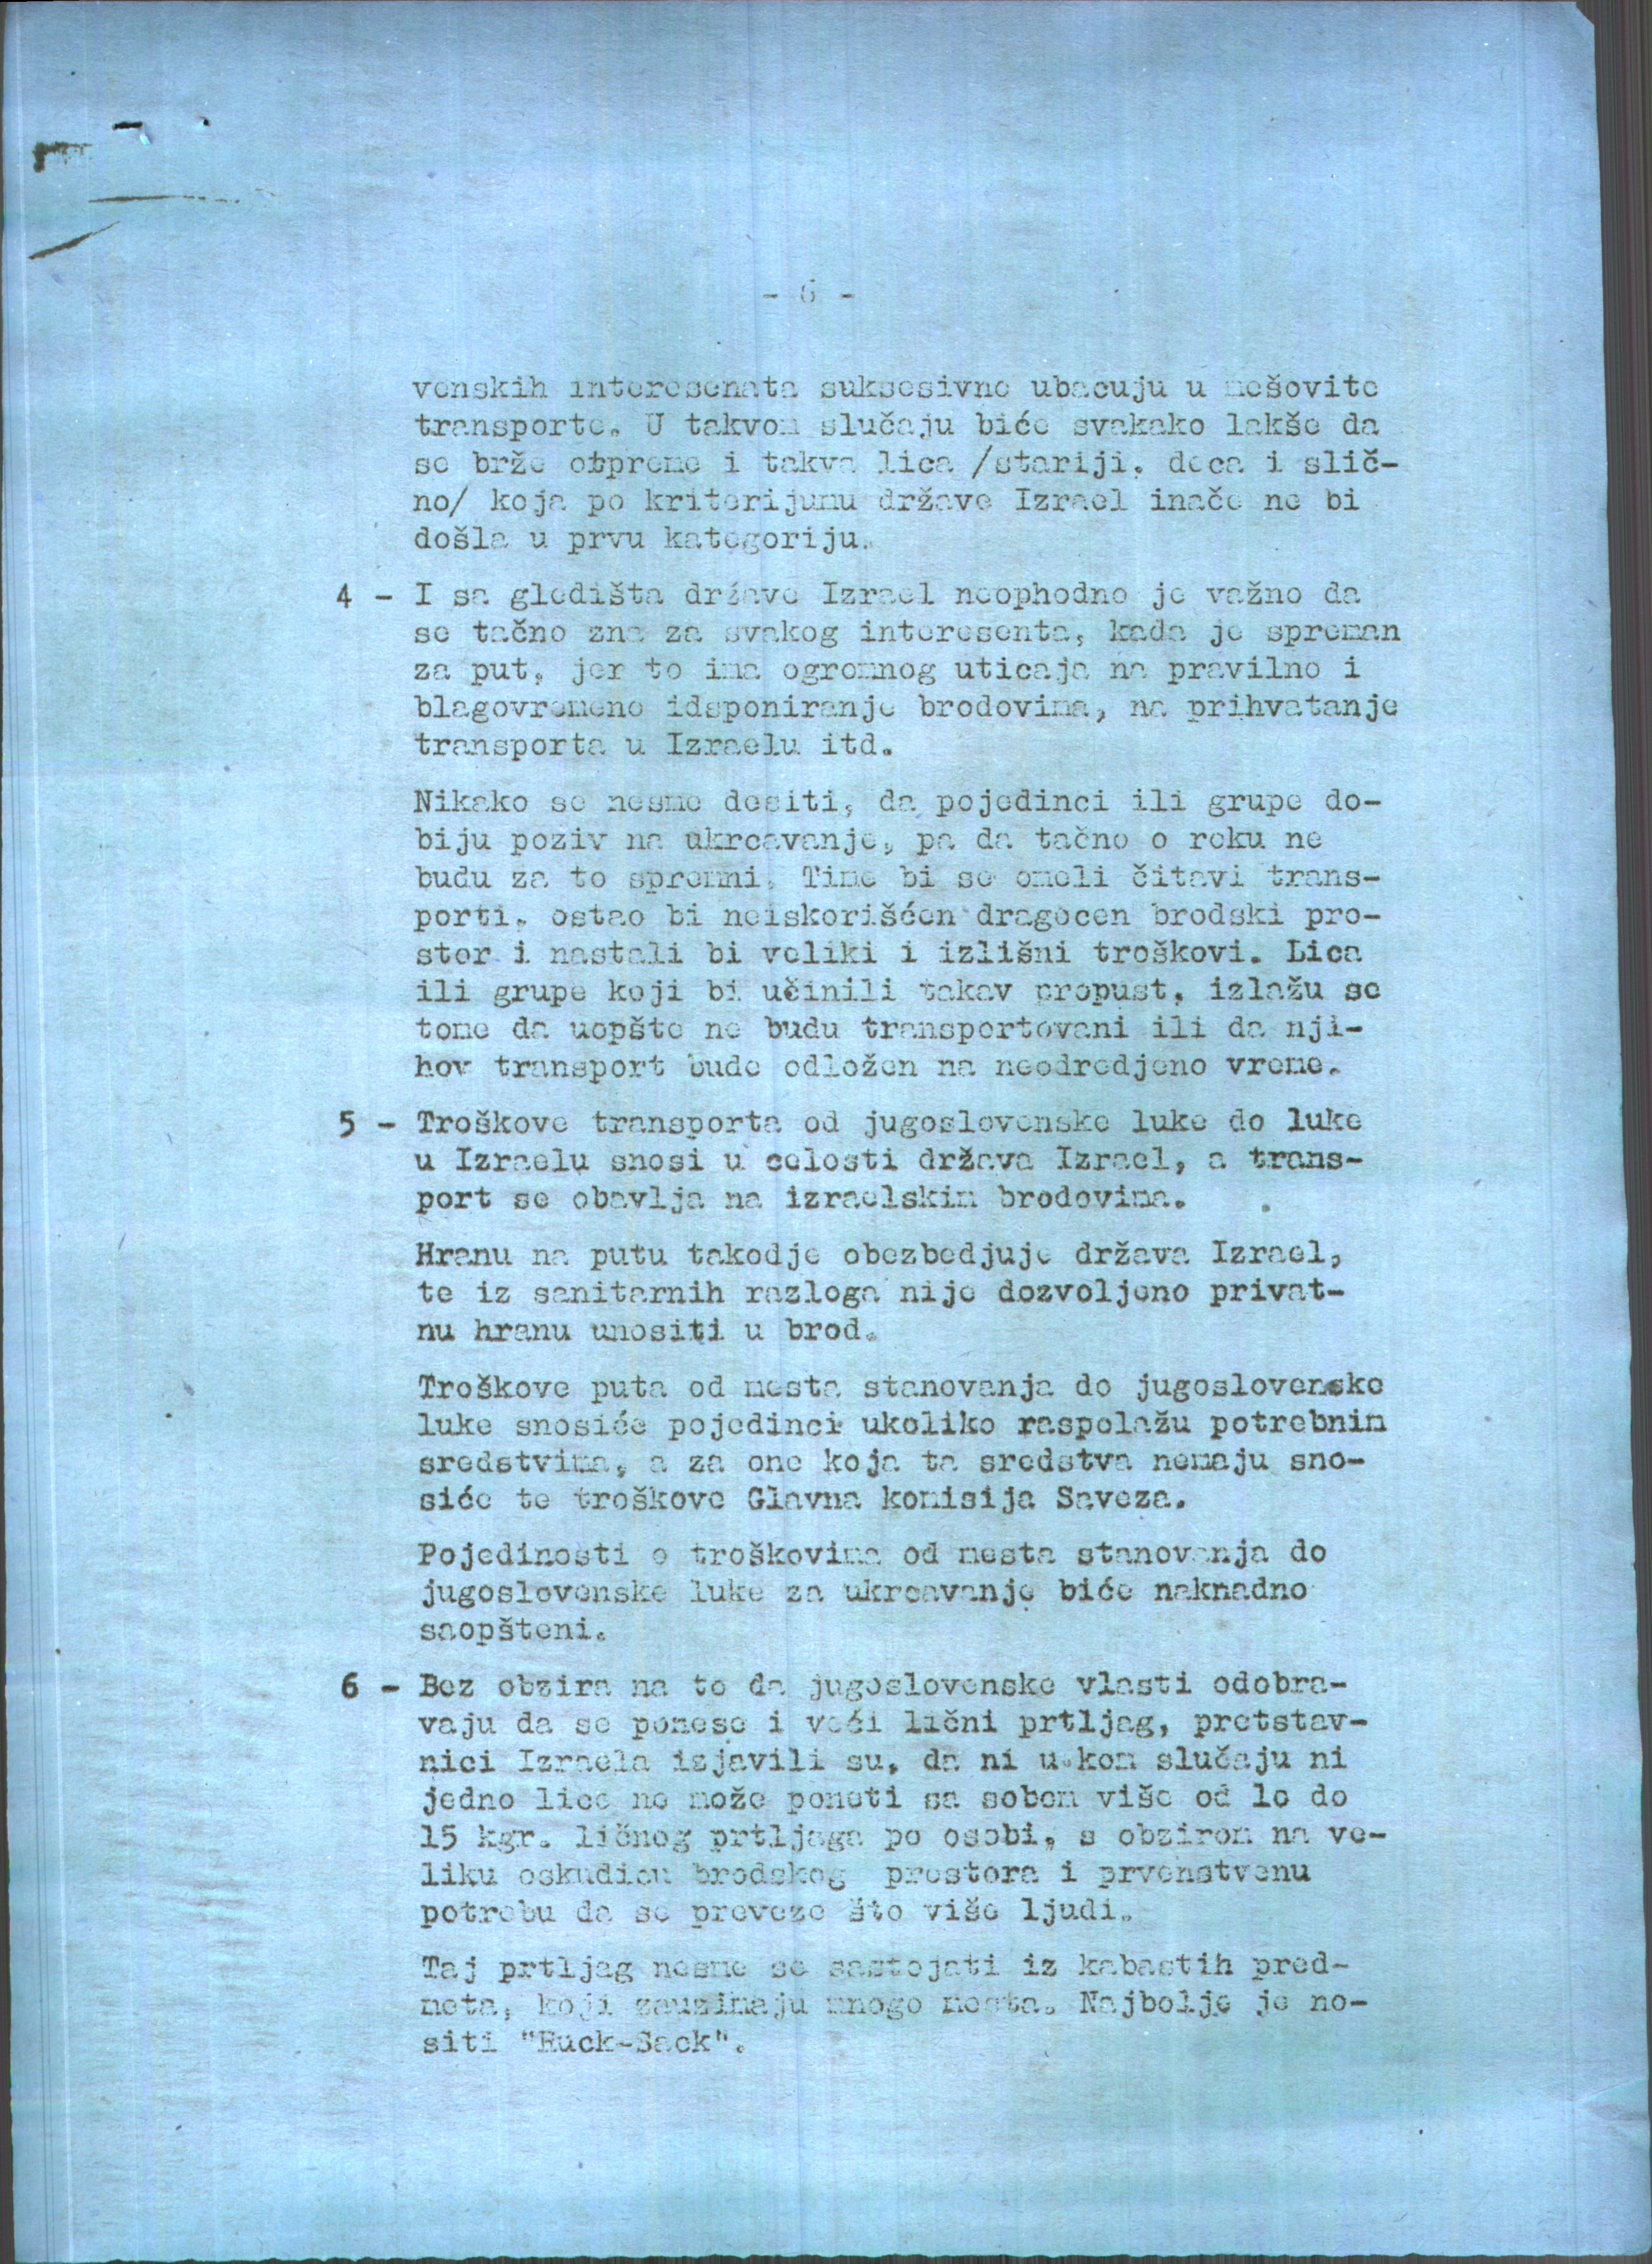 - 6 -
venskih interesenata suksesivno ubacuju u mešovite
transporte. U takvom slučaju biće svakako lakše da
se brže otpreme i takva lica /stariji, deca i slič-
no/ koja po kriterijumu države Izrael inače ne bi
došla u prvu kategoriju.
4 - I sa gledišta države Izrael neophodno je važno da
se tačno zna za svakog interesenta, kada je spreman
za put, jer to ima ogromnog uticaja na pravilno i
blagovremeno idsponiranje brodovima, na prihvatanje
transporta u Izraelu itd.
Nikako se nesme desiti, da pojedinci ili grupe do-
biju poziv na ukrcavanje, pa da tačno o roku ne
budu za to spremni. Time bi se omeli čitavi trans-
porti, ostao bi neiskorišćen dragocen brodski pro-
stor i nastali bi veliki i izlišni troškovi. Lica
ili grupe koji bi učinili takav propust, izlažu se
tome da uopšte ne budu transportovani ili da nji-
hov transport bude odložen na neodredjeno vreme.
5 - Troškove transporta od jugoslovenske luke do luke
u Izraelu snosi u celosti država Izrael, a trans-
port se obavlja na izraelskim brodovima.
Hranu na putu takodje obezbedjuje država Izrael,
te iz sanitarnih razloga nije dozvoljeno privat-
nu hranu unositi u brod.
Troškove puta od mesta stanovanja do jugoslovenske
luke snosiće pojedinci ukoliko raspolažu potrebnim
sredstvima, a za one koja ta sredstva nemaju sno-
siće te troškove Glavna komisija Saveza.
Pojedinosti o troškovima od mesta stanovanja do
jugoslovenske luke za ukrcavanje biće naknadno
saopšteni.
6 - Bez obzira na to da jugoslovenske vlasti odobra-
vaju da se ponese i veći lični prtljag, pretstav-
nici Izraela izjavili su, da ni u kom slučaju ni
jedno lice ne može poneti sa sobom više od lo do
15 kgr. ličnog prtljaga po osobi, s obzirom na ve-
liku oskudicu brodskog prostora i prvenstvenu
potrebu da se preveze što više ljudi.
Taj prtljag nesme se sastojati iz kabastih pred-
meta, koji zauzimaju mnogo mesta. Najbolje je no-
siti "Ruck-Sack".